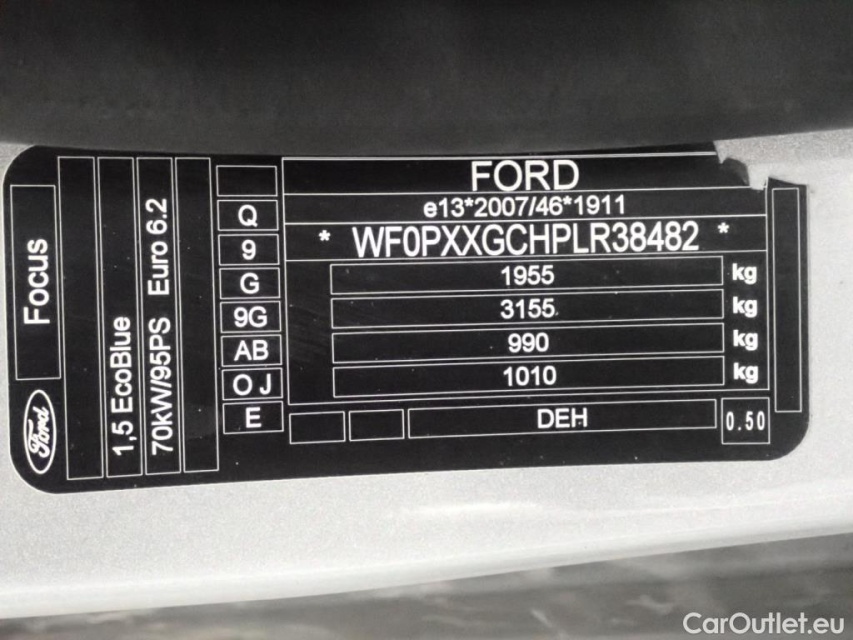 Ford
Focus
1,5 EcoBlue
70kW/95PS Euro 6.2
Q
9
G
9G
AB
O J
E
FORD
e13*2007/46*1911
* WF0PXXGCHPLR38482 *
1955 kg
3155 kg
990 kg
1010 kg
DEH 0.50
CarOutlet.eu